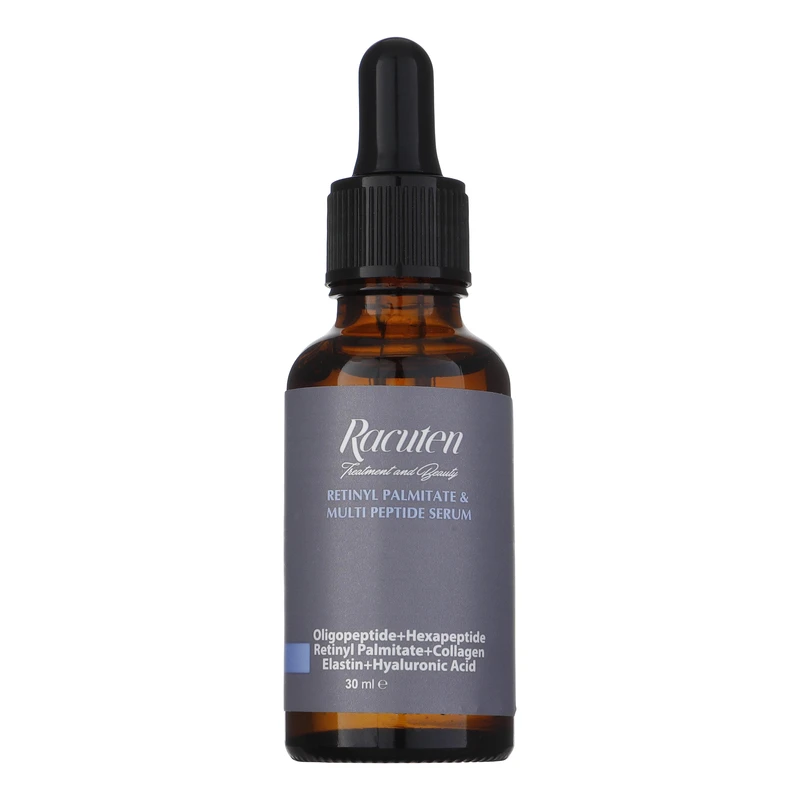 Racuten
Treatment and Beauty
RETINYL PALMITATE &
MULTI PEPTIDE SERUM
Oligopeptide+Hexapeptide
Retinyl Palmitate+Collagen
Elastin+Hyaluronic Acid
30 ml ℮